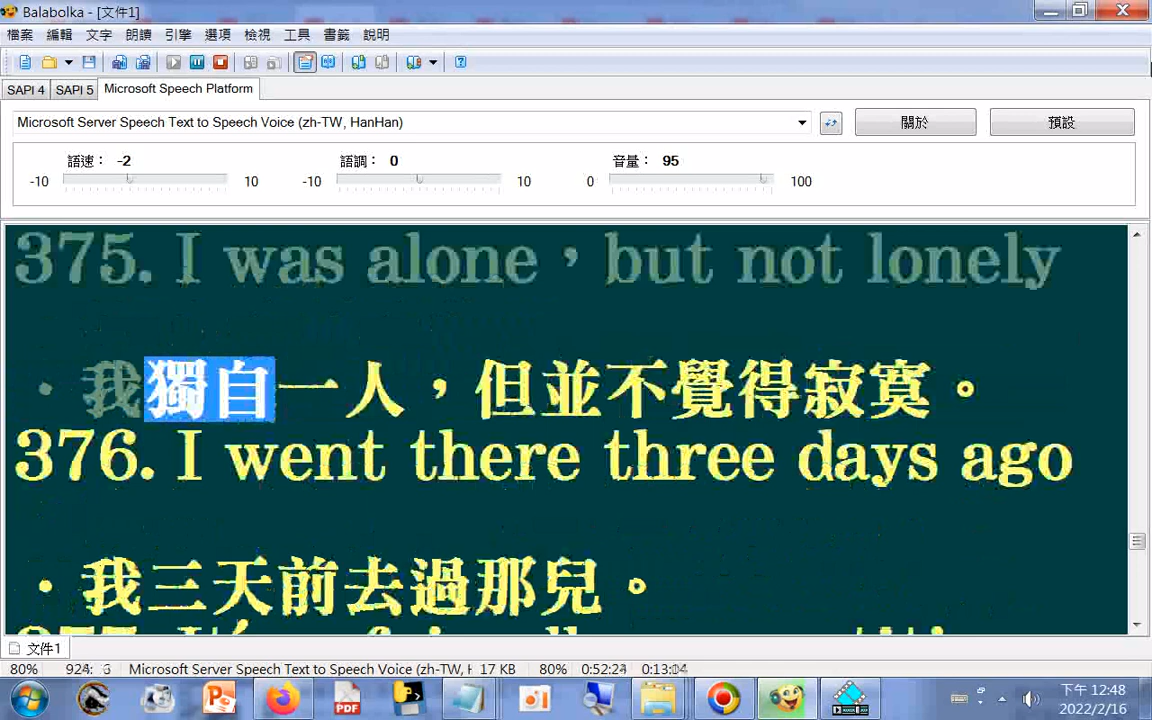 Balabolka - [文件1]
檔案 編輯 文字 朗讀 引擎 選項 檢視 工具 書籤 說明
SAPI 4 SAPI 5 Microsoft Speech Platform
Microsoft Server Speech Text to Speech Voice (zh-TW, HanHan) 關於 預設
語速： -2 語調： 0 音量： 95
-10 10 -10 10 0 100
375. I was alone，but not lonely
．我獨自一人，但並不覺得寂寞。
376. I went there three days ago
．我三天前去過那兒。
文件1
80% 924: 6 Microsoft Server Speech Text to Speech Voice (zh-TW, H 17 KB 80% 0:52:24 0:13:04
PDF 下午 12:48
2022/2/16